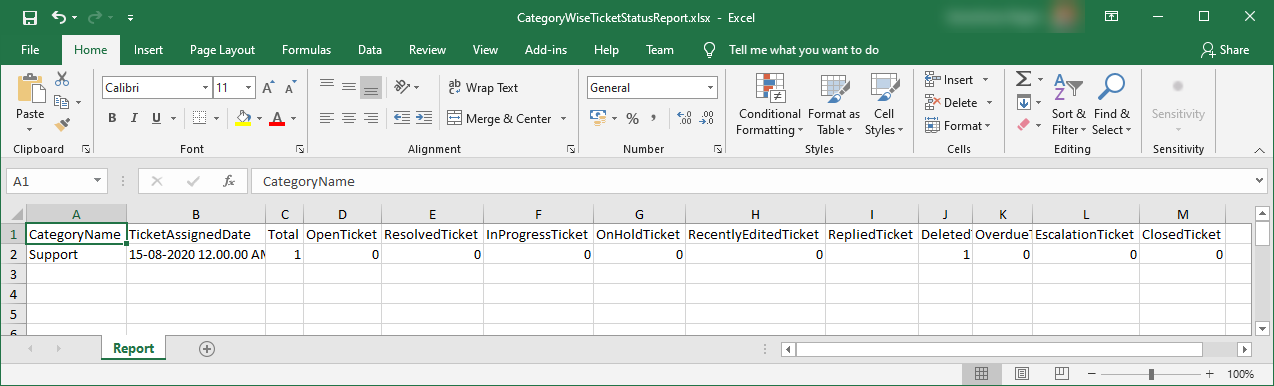 CategoryWiseTicketStatusReport.xlsx - Excel
File Home Insert Page Layout Formulas Data Review View Add-ins Help Team Tell me what you want to do Share
Paste
Clipboard
Calibri 11
B I U A
Font
Wrap Text
Merge & Center
Alignment
General
% ,
Number
Conditional Formatting
Format as Table
Cell Styles
Styles
Insert
Delete
Format
Cells
Sort & Filter
Find & Select
Editing
Sensitivity
Sensitivity
A1 fx CategoryName
A B C D E F G H I J K L M
1 CategoryName TicketAssignedDate Total OpenTicket ResolvedTicket InProgressTicket OnHoldTicket RecentlyEditedTicket RepliedTicket DeletedT OverdueT EscalationTicket ClosedTicket
2 Support 15-08-2020 12.00.00 AM 1 0 0 0 0 0 1 0 0 0
3
4
5
6
Report
100%